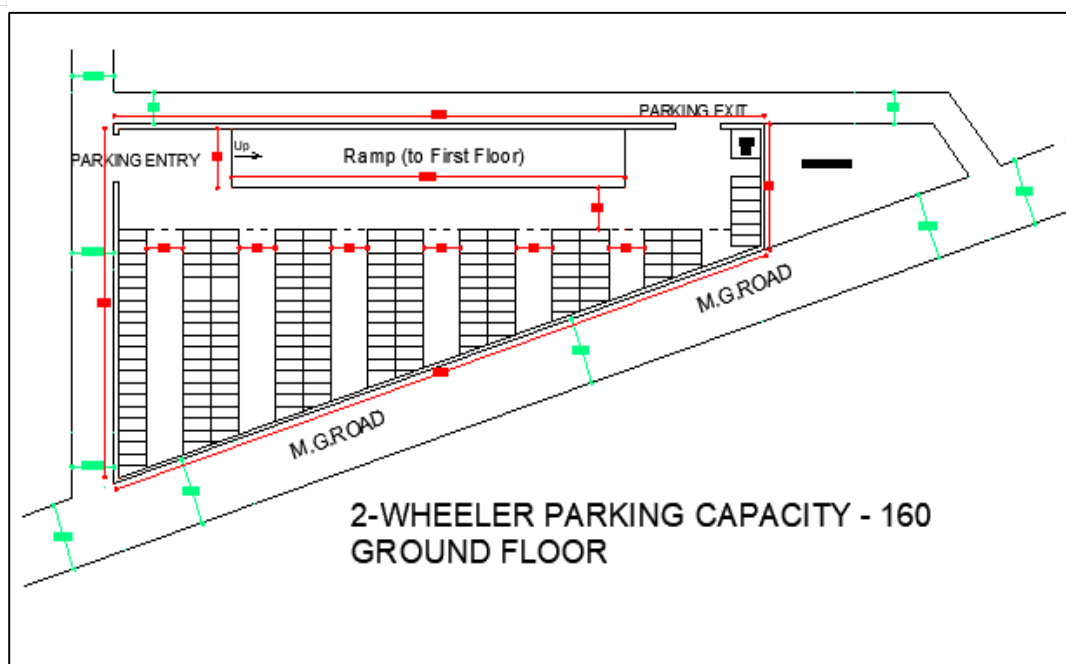 PARKING EXIT
Up
PARKING ENTRY
Ramp (to First Floor)
M.G.ROAD
M.G.ROAD
2-WHEELER PARKING CAPACITY - 160
GROUND FLOOR